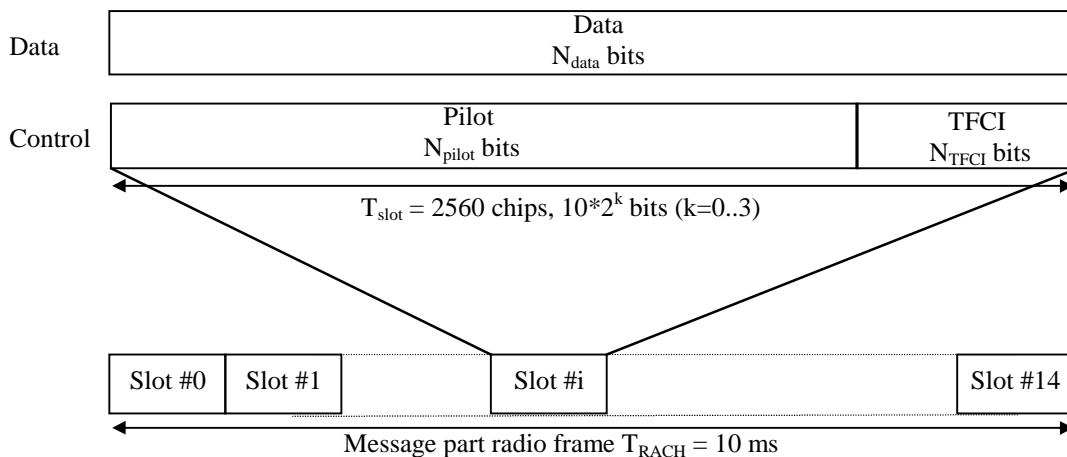 Data
Data
N_data bits
Control
Pilot
N_pilot bits
TFCI
N_TFCI bits
T_slot = 2560 chips, 10*2^k bits (k=0..3)
Slot #0 Slot #1 Slot #i Slot #14
Message part radio frame T_RACH = 10 ms